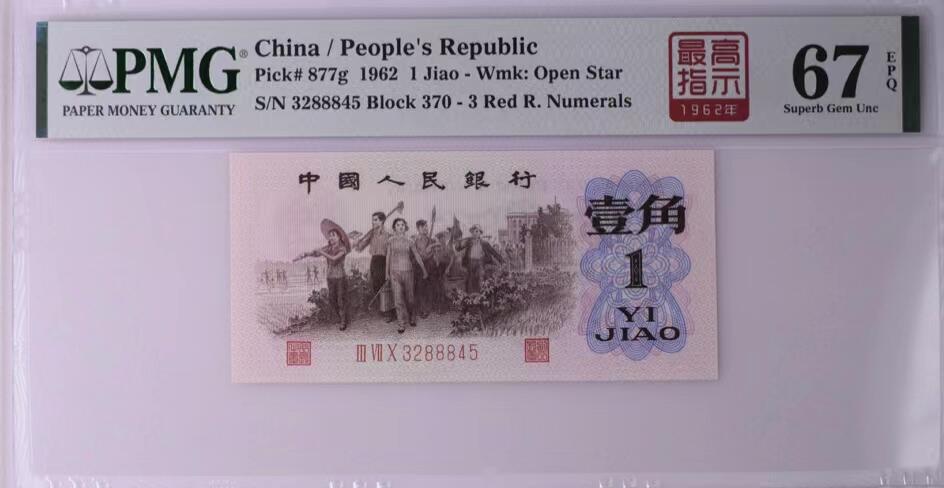 PMG®
PAPER MONEY GUARANTY
China / People's Republic
Pick# 877g 1962 1 Jiao - Wmk: Open Star
S/N 3288845 Block 370 - 3 Red R. Numerals
最高
指示
1962年
67
EPQ
Superb Gem Unc
中國人民銀行
壹角
1
YI
JIAO
III VII X 3288845